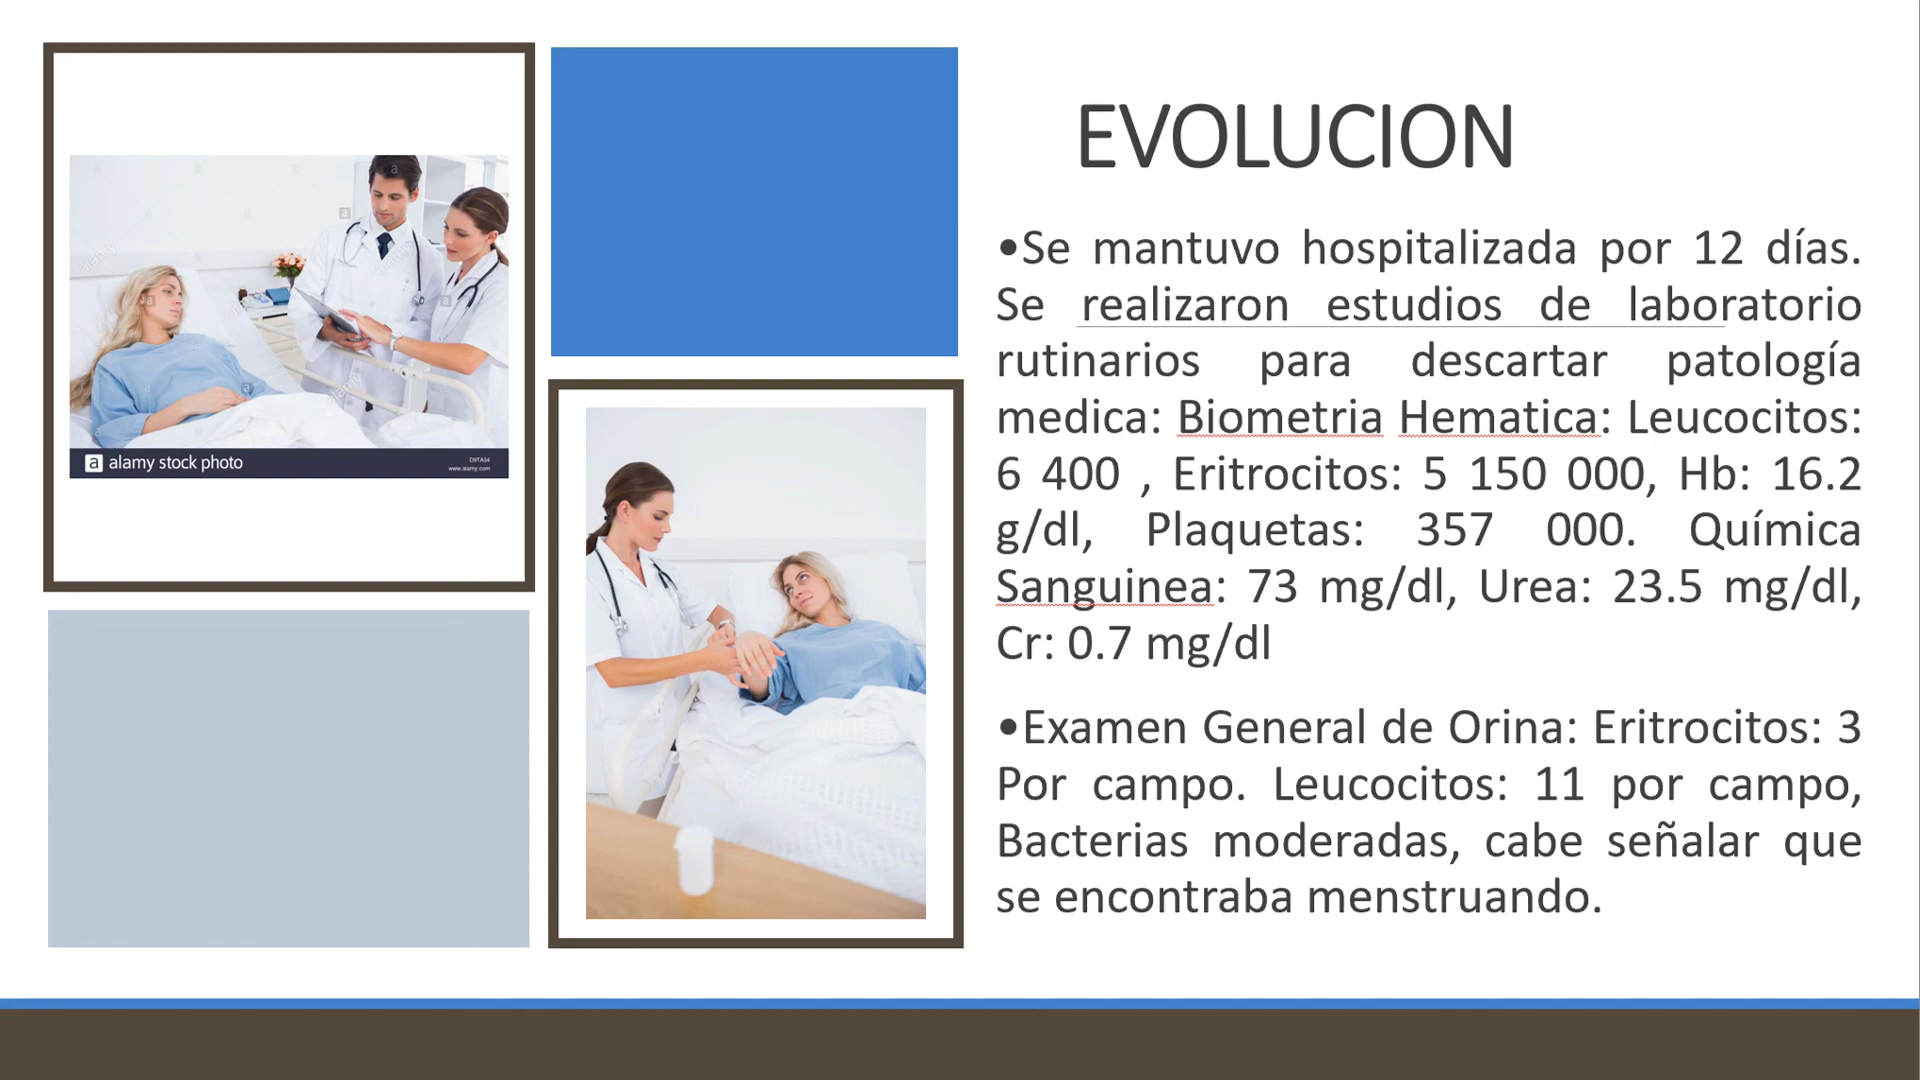 EVOLUCION
•Se mantuvo hospitalizada por 12 días.
Se realizaron estudios de laboratorio
rutinarios para descartar patología
medica: Biometria Hematica: Leucocitos:
6 400 , Eritrocitos: 5 150 000, Hb: 16.2
g/dl, Plaquetas: 357 000. Química
Sanguinea: 73 mg/dl, Urea: 23.5 mg/dl,
Cr: 0.7 mg/dl
•Examen General de Orina: Eritrocitos: 3
Por campo. Leucocitos: 11 por campo,
Bacterias moderadas, cabe señalar que
se encontraba menstruando.
a alamy stock photo
D9TA34
www.alamy.com